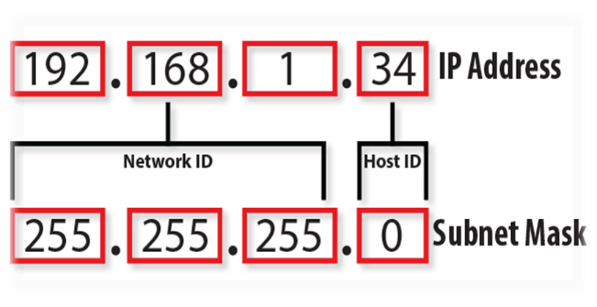 192.168.1.34 IP Address
Network ID Host ID
255.255.255.0 Subnet Mask